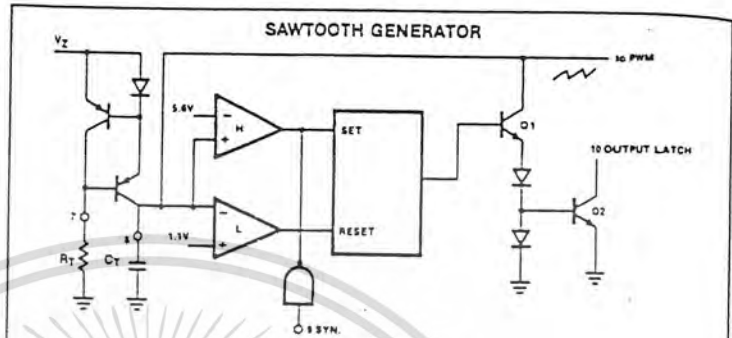 SAWTOOTH GENERATOR
VZ
TO PWM
5.6V
-
H
+
SET
Q1
TO OUTPUT LATCH
7
8
-
L
+
1.1V
RESET
Q2
RT
CT
9 SYN.